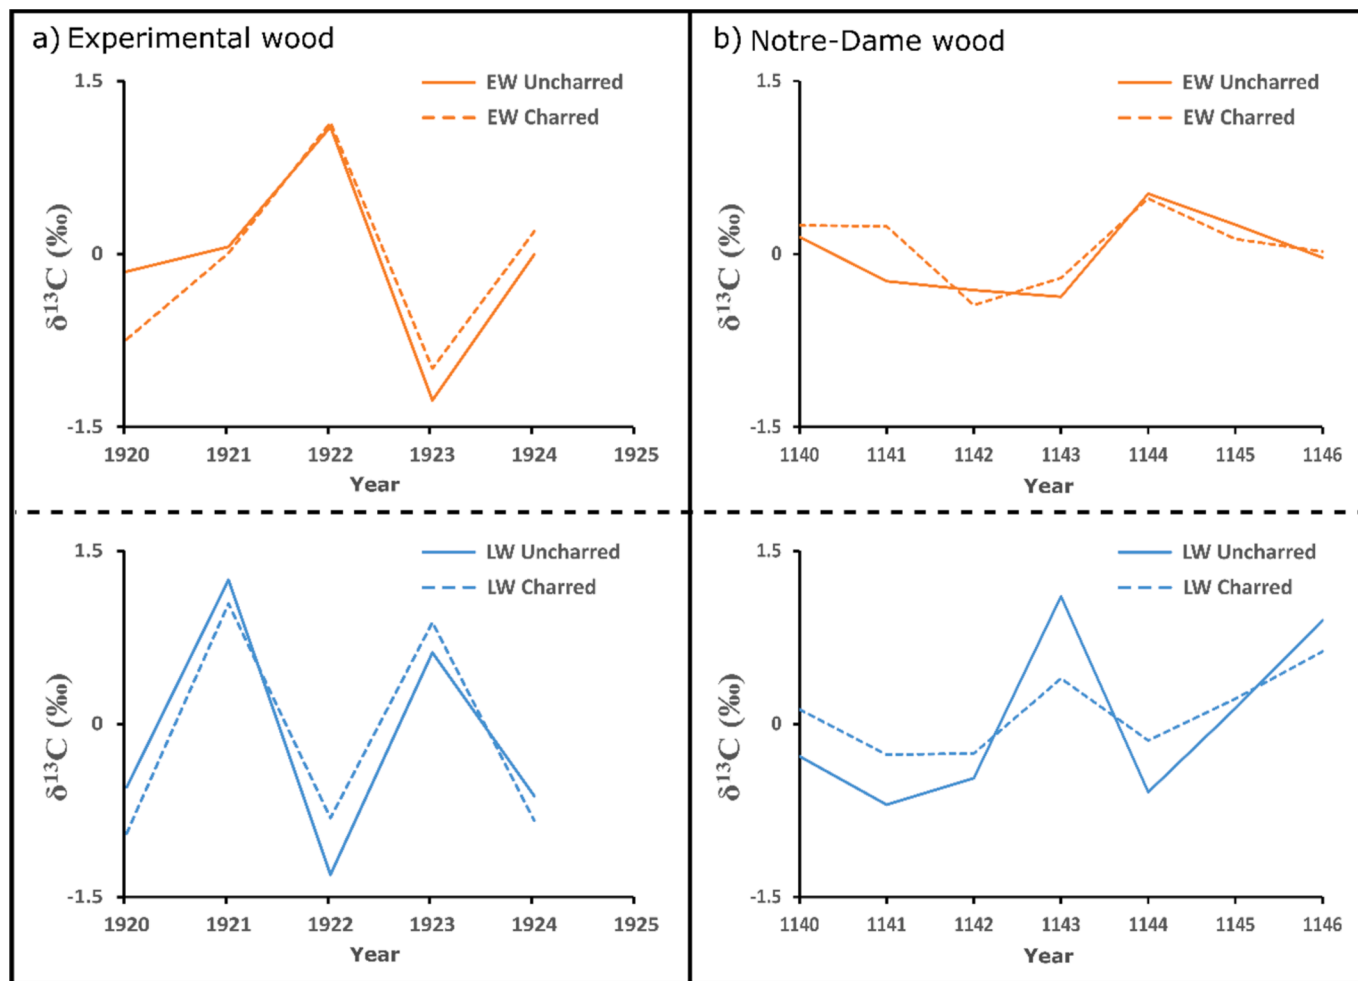 a) Experimental wood
1.5
EW Uncharred
EW Charred
δ¹³C (‰)
0
-1.5
1920 1921 1922 1923 1924 1925
Year
b) Notre-Dame wood
1.5
EW Uncharred
EW Charred
δ¹³C (‰)
0
-1.5
1140 1141 1142 1143 1144 1145 1146
Year
1.5
LW Uncharred
LW Charred
δ¹³C (‰)
0
-1.5
1920 1921 1922 1923 1924 1925
Year
1.5
LW Uncharred
LW Charred
δ¹³C (‰)
0
-1.5
1140 1141 1142 1143 1144 1145 1146
Year